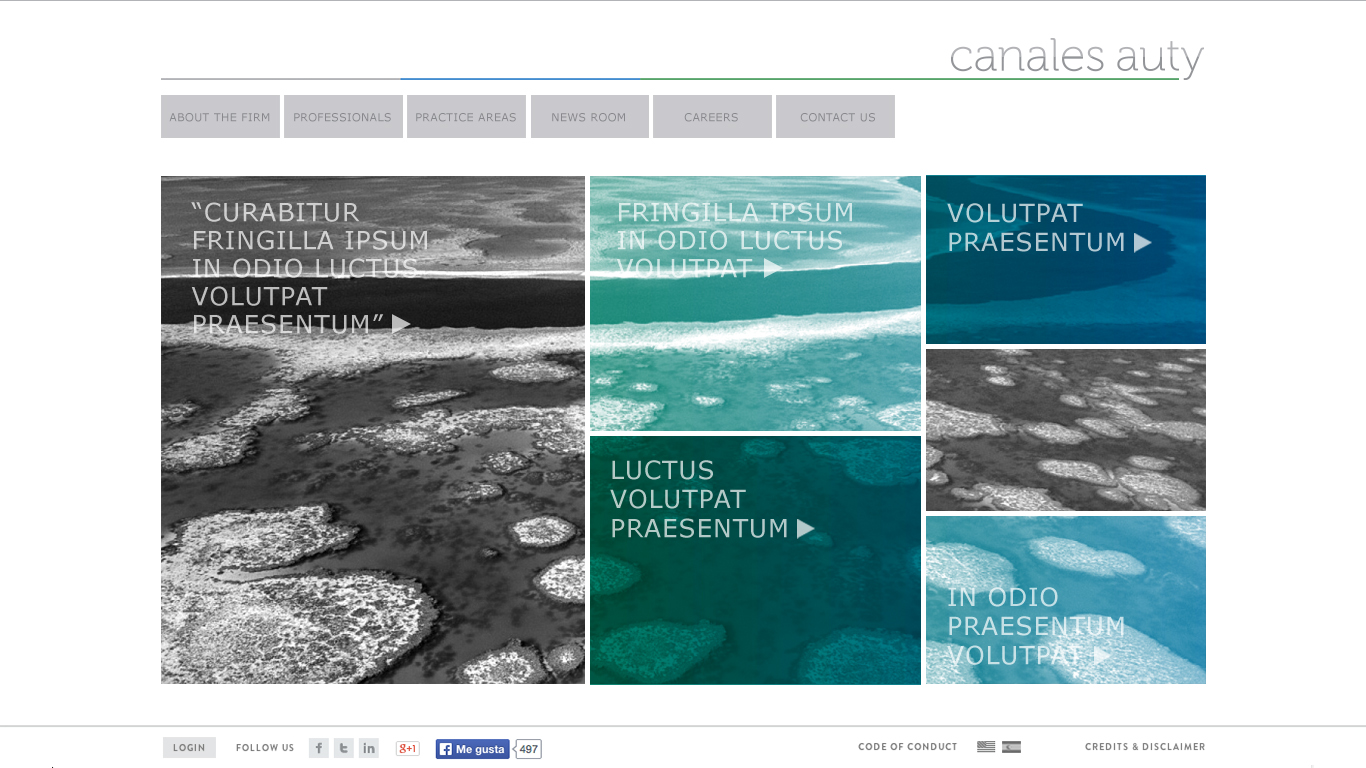 canales auty
ABOUT THE FIRM
PROFESSIONALS
PRACTICE AREAS
NEWS ROOM
CAREERS
CONTACT US
“CURABITUR
FRINGILLA IPSUM
IN ODIO LUCTUS
VOLUTPAT
PRAESENTUM”
FRINGILLA IPSUM
IN ODIO LUCTUS
VOLUTPAT
VOLUTPAT
PRAESENTUM
LUCTUS
VOLUTPAT
PRAESENTUM
IN ODIO
PRAESENTUM
VOLUTPAT
LOGIN
FOLLOW US
f
t
in
g+1
f Me gusta
497
CODE OF CONDUCT
CREDITS & DISCLAIMER